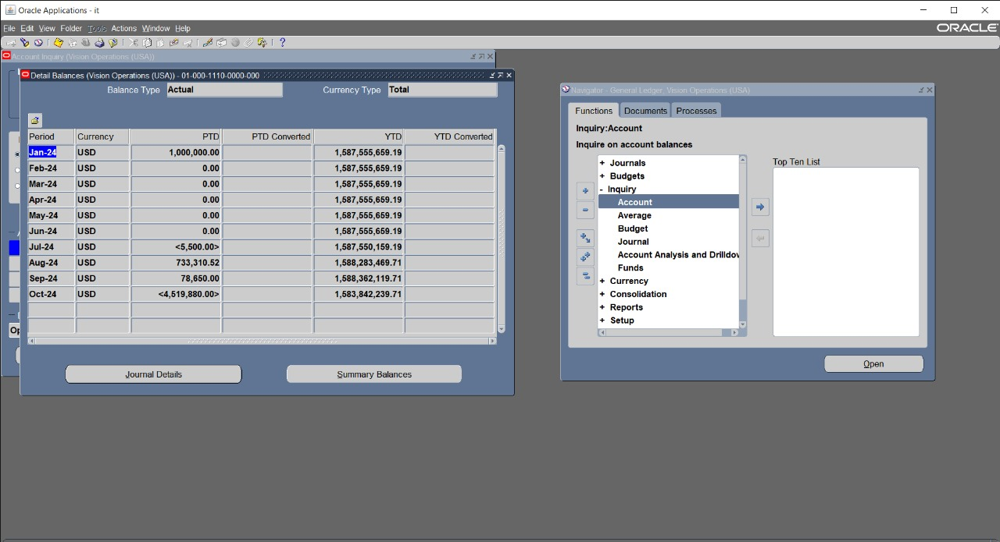 Oracle Applications - it
File Edit View Folder Tools Actions Window Help
ORACLE
Account Inquiry (Vision Operations (USA))
Detail Balances (Vision Operations (USA)) - 01-000-1110-0000-000
Balance Type Actual Currency Type Total
Period Currency PTD PTD Converted YTD YTD Converted
Jan-24 USD 1,000,000.00 1,587,555,659.19
Feb-24 USD 0.00 1,587,555,659.19
Mar-24 USD 0.00 1,587,555,659.19
Apr-24 USD 0.00 1,587,555,659.19
May-24 USD 0.00 1,587,555,659.19
Jun-24 USD 0.00 1,587,555,659.19
Jul-24 USD <5,500.00> 1,587,550,159.19
Aug-24 USD 733,310.52 1,588,283,469.71
Sep-24 USD 78,650.00 1,588,362,119.71
Oct-24 USD <4,519,880.00> 1,583,842,239.71
Op
Journal Details Summary Balances
Navigator - General Ledger, Vision Operations (USA)
Functions Documents Processes
Inquiry:Account
Inquire on account balances
+ Journals
+ Budgets
- Inquiry
Account
Average
Budget
Journal
Account Analysis and Drilldov
Funds
+ Currency
+ Consolidation
+ Reports
+ Setup
Top Ten List
Open